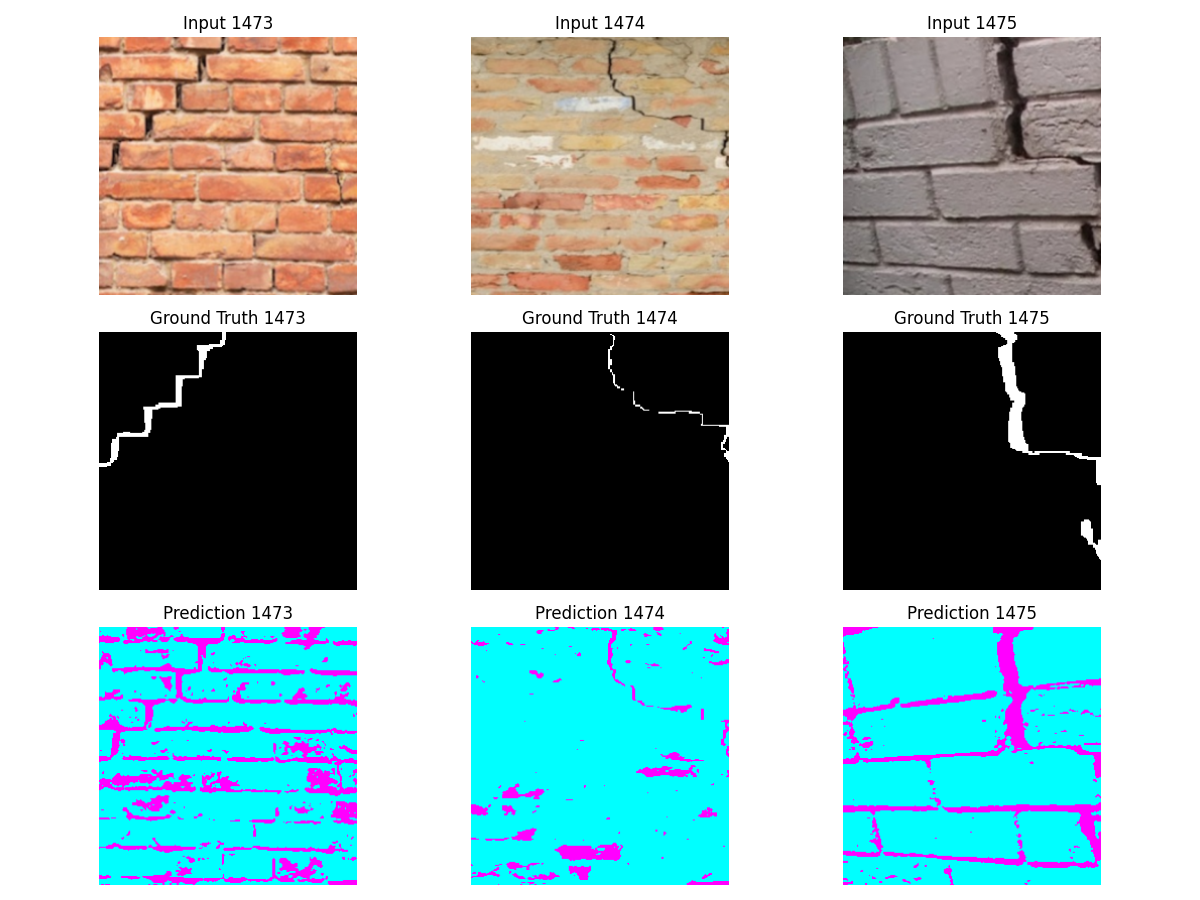 Input 1473
Input 1474
Input 1475
Ground Truth 1473
Ground Truth 1474
Ground Truth 1475
Prediction 1473
Prediction 1474
Prediction 1475